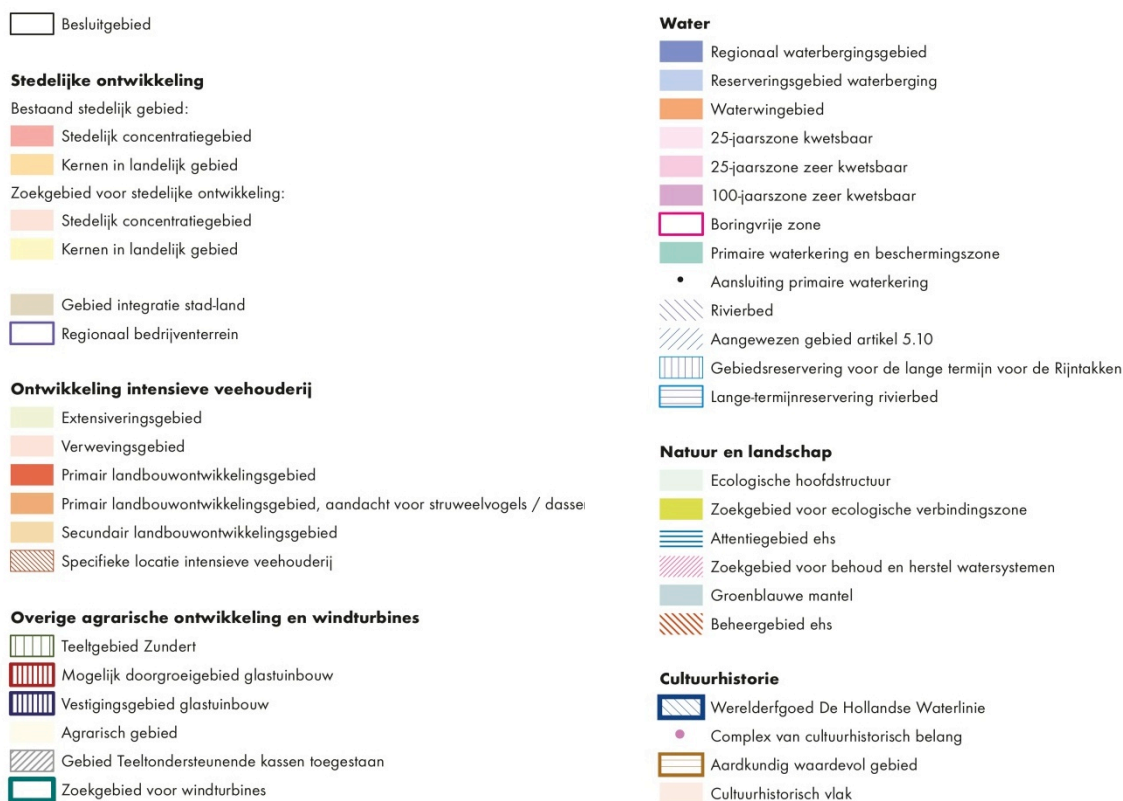 Besluitgebied
Stedelijke ontwikkeling
Bestaand stedelijk gebied:
Stedelijk concentratiegebied
Kernen in landelijk gebied
Zoekgebied voor stedelijke ontwikkeling:
Stedelijk concentratiegebied
Kernen in landelijk gebied
Gebied integratie stad-land
Regionaal bedrijventerrein
Ontwikkeling intensieve veehouderij
Extensiveringsgebied
Verwevingsgebied
Primair landbouwontwikkelingsgebied
Primair landbouwontwikkelingsgebied, aandacht voor struweelvogels /
Secundair landbouwontwikkelingsgebied
Specifieke locatie intensieve veehouderij
Overige agrarische ontwikkeling en windturbines
Teeltgebied Zundert
Mogelijk doorgroeigebied glastuinbouw
Vestigingsgebied glastuinbouw
Agrarisch gebied
Gebied Teeltondersteunende kassen toegestaan
Zoekgebied voor windturbines
Water
Regionaal waterbergingsgebied
Reserveringsgebied waterberging
Waterwingebied
25-jaarszone kwetsbaar
25-jaarszone zeer kwetsbaar
100-jaarszone zeer kwetsbaar
Boringvrije zone
Primaire waterkering en beschermingszone
Aansluiting primaire waterkering
Rivierbed
Aangewezen gebied artikel 5.10
Gebiedsreservering voor de lange termijn voor de Rijntakken
Lange-termijnreservering rivierbed
Natuur en landschap
Ecologische hoofdstructuur
Zoekgebied voor ecologische verbindingszone
Attentiegebied ehs
Zoekgebied voor behoud en herstel watersystemen
Groenblauwe mantel
Beheergebied ehs
Cultuurhistorie
Werelderfgoed De Hollandse Waterlinie
Complex van cultuurhistorisch belang
Aardkundig waardevol gebied
Cultuurhistorisch vlak